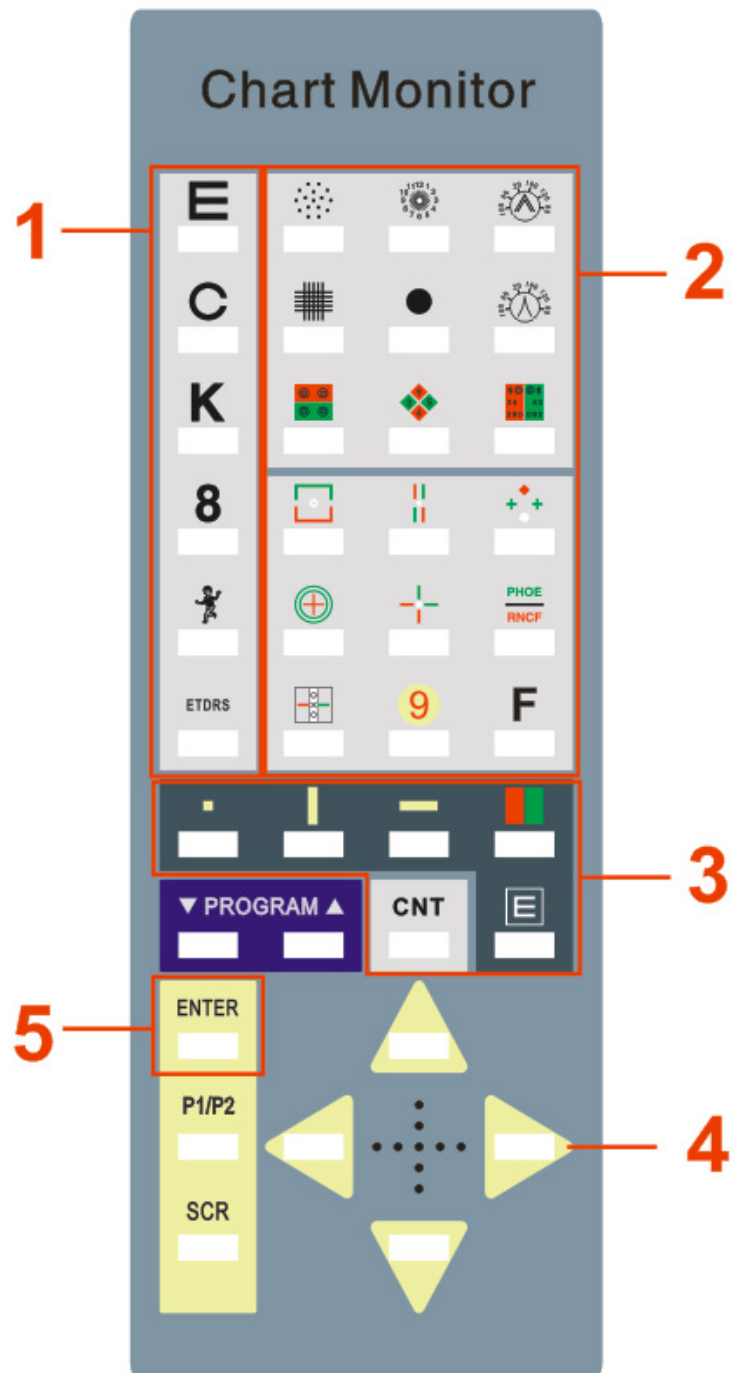 Chart Monitor
1
2
E
C
K
8
PHOE
RNCF
ETDRS
9
F
3
▼ PROGRAM ▲
CNT
E
5
ENTER
P1/P2
4
SCR